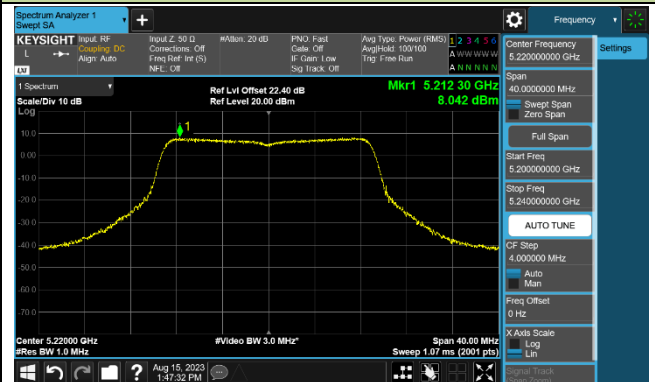 Spectrum Analyzer 1
Swept SA
+
Frequency
KEYSIGHT
L
LXI
Input: RF
Coupling: DC
Align: Auto
Input Z: 50 Ω
Corrections: Off
Freq Ref: Int (S)
NFE: Off
#Atten: 20 dB
PNO: Fast
Gate: Off
IF Gain: Low
Sig Track: Off
Avg Type: Power (RMS)
Avg|Hold: 100/100
Trig: Free Run
1 2 3 4 5 6
A W W W W W
A N N N N N
Center Frequency
5.220000000 GHz
Settings
Span
40.0000000 MHz
Swept Span
Zero Span
Full Span
Start Freq
5.200000000 GHz
Stop Freq
5.240000000 GHz
AUTO TUNE
CF Step
4.000000 MHz
Auto
Man
Freq Offset
0 Hz
X Axis Scale
Log
Lin
Signal Track
(Span Zoom)
1 Spectrum
Scale/Div 10 dB
Log
Ref Lvl Offset 22.40 dB
Ref Level 20.00 dBm
Mkr1 5.212 30 GHz
8.042 dBm
1
10.0
0.00
-10.0
-20.0
-30.0
-40.0
-50.0
-60.0
-70.0
Center 5.22000 GHz
#Res BW 1.0 MHz
#Video BW 3.0 MHz*
Span 40.00 MHz
Sweep 1.07 ms (2001 pts)
?
Aug 15, 2023
1:47:32 PM